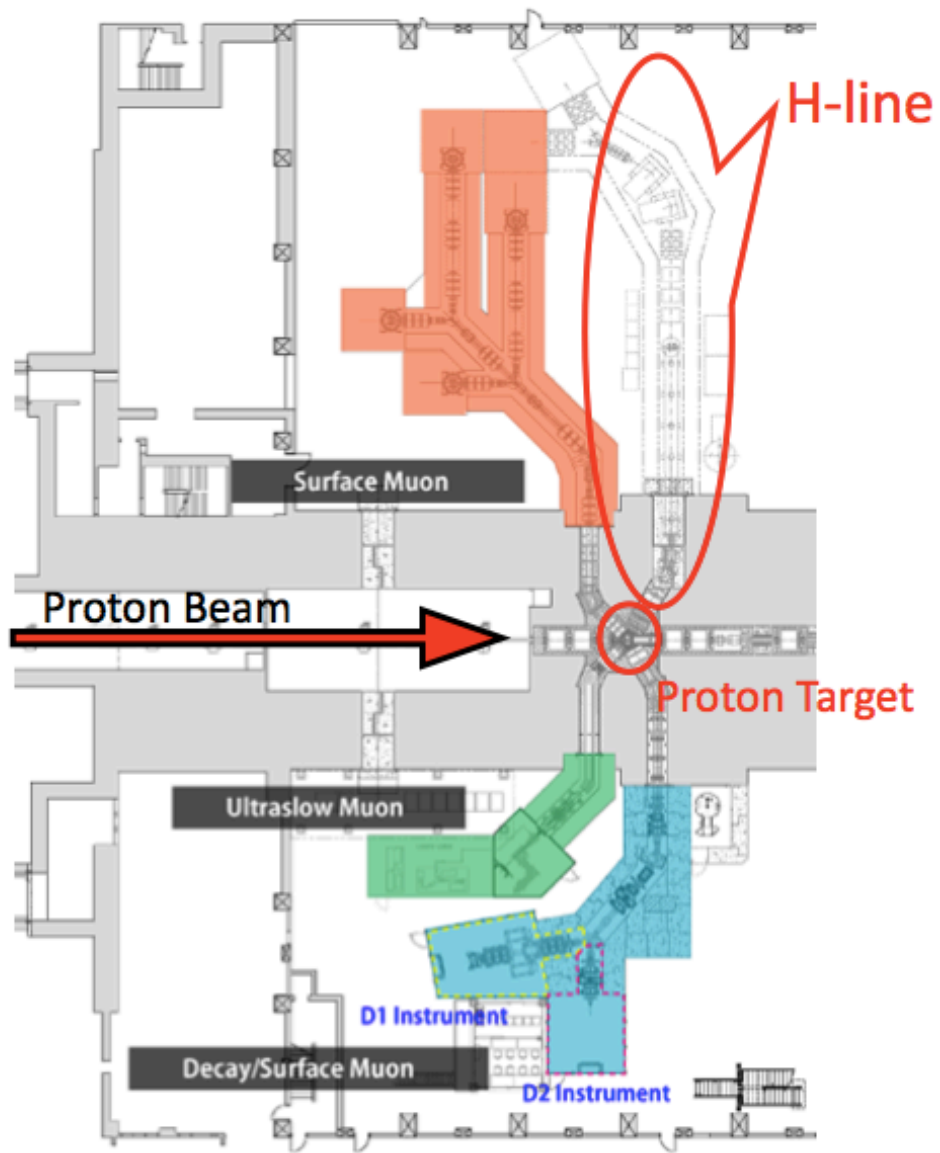 H-line
Surface Muon
Proton Beam
Proton Target
Ultraslow Muon
D1 Instrument
Decay/Surface Muon
D2 Instrument